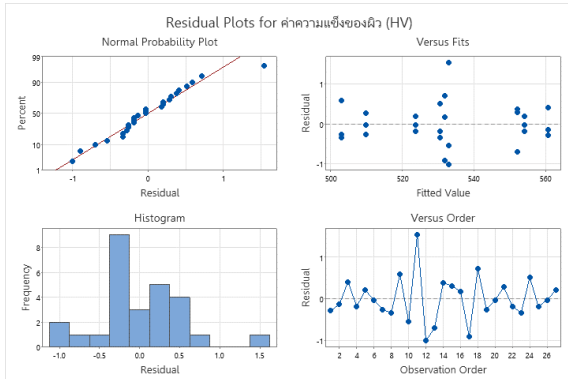 Residual Plots for ค่าความแข็งของผิว (HV)
Normal Probability Plot
99
90
50
10
1
Percent
-1 0 1
Residual
Versus Fits
1
0
-1
Residual
500 520 540 560
Fitted Value
Histogram
8
6
4
2
0
Frequency
-1.0 -0.5 0.0 0.5 1.0 1.5
Residual
Versus Order
1
0
-1
Residual
2 4 6 8 10 12 14 16 18 20 22 24 26
Observation Order